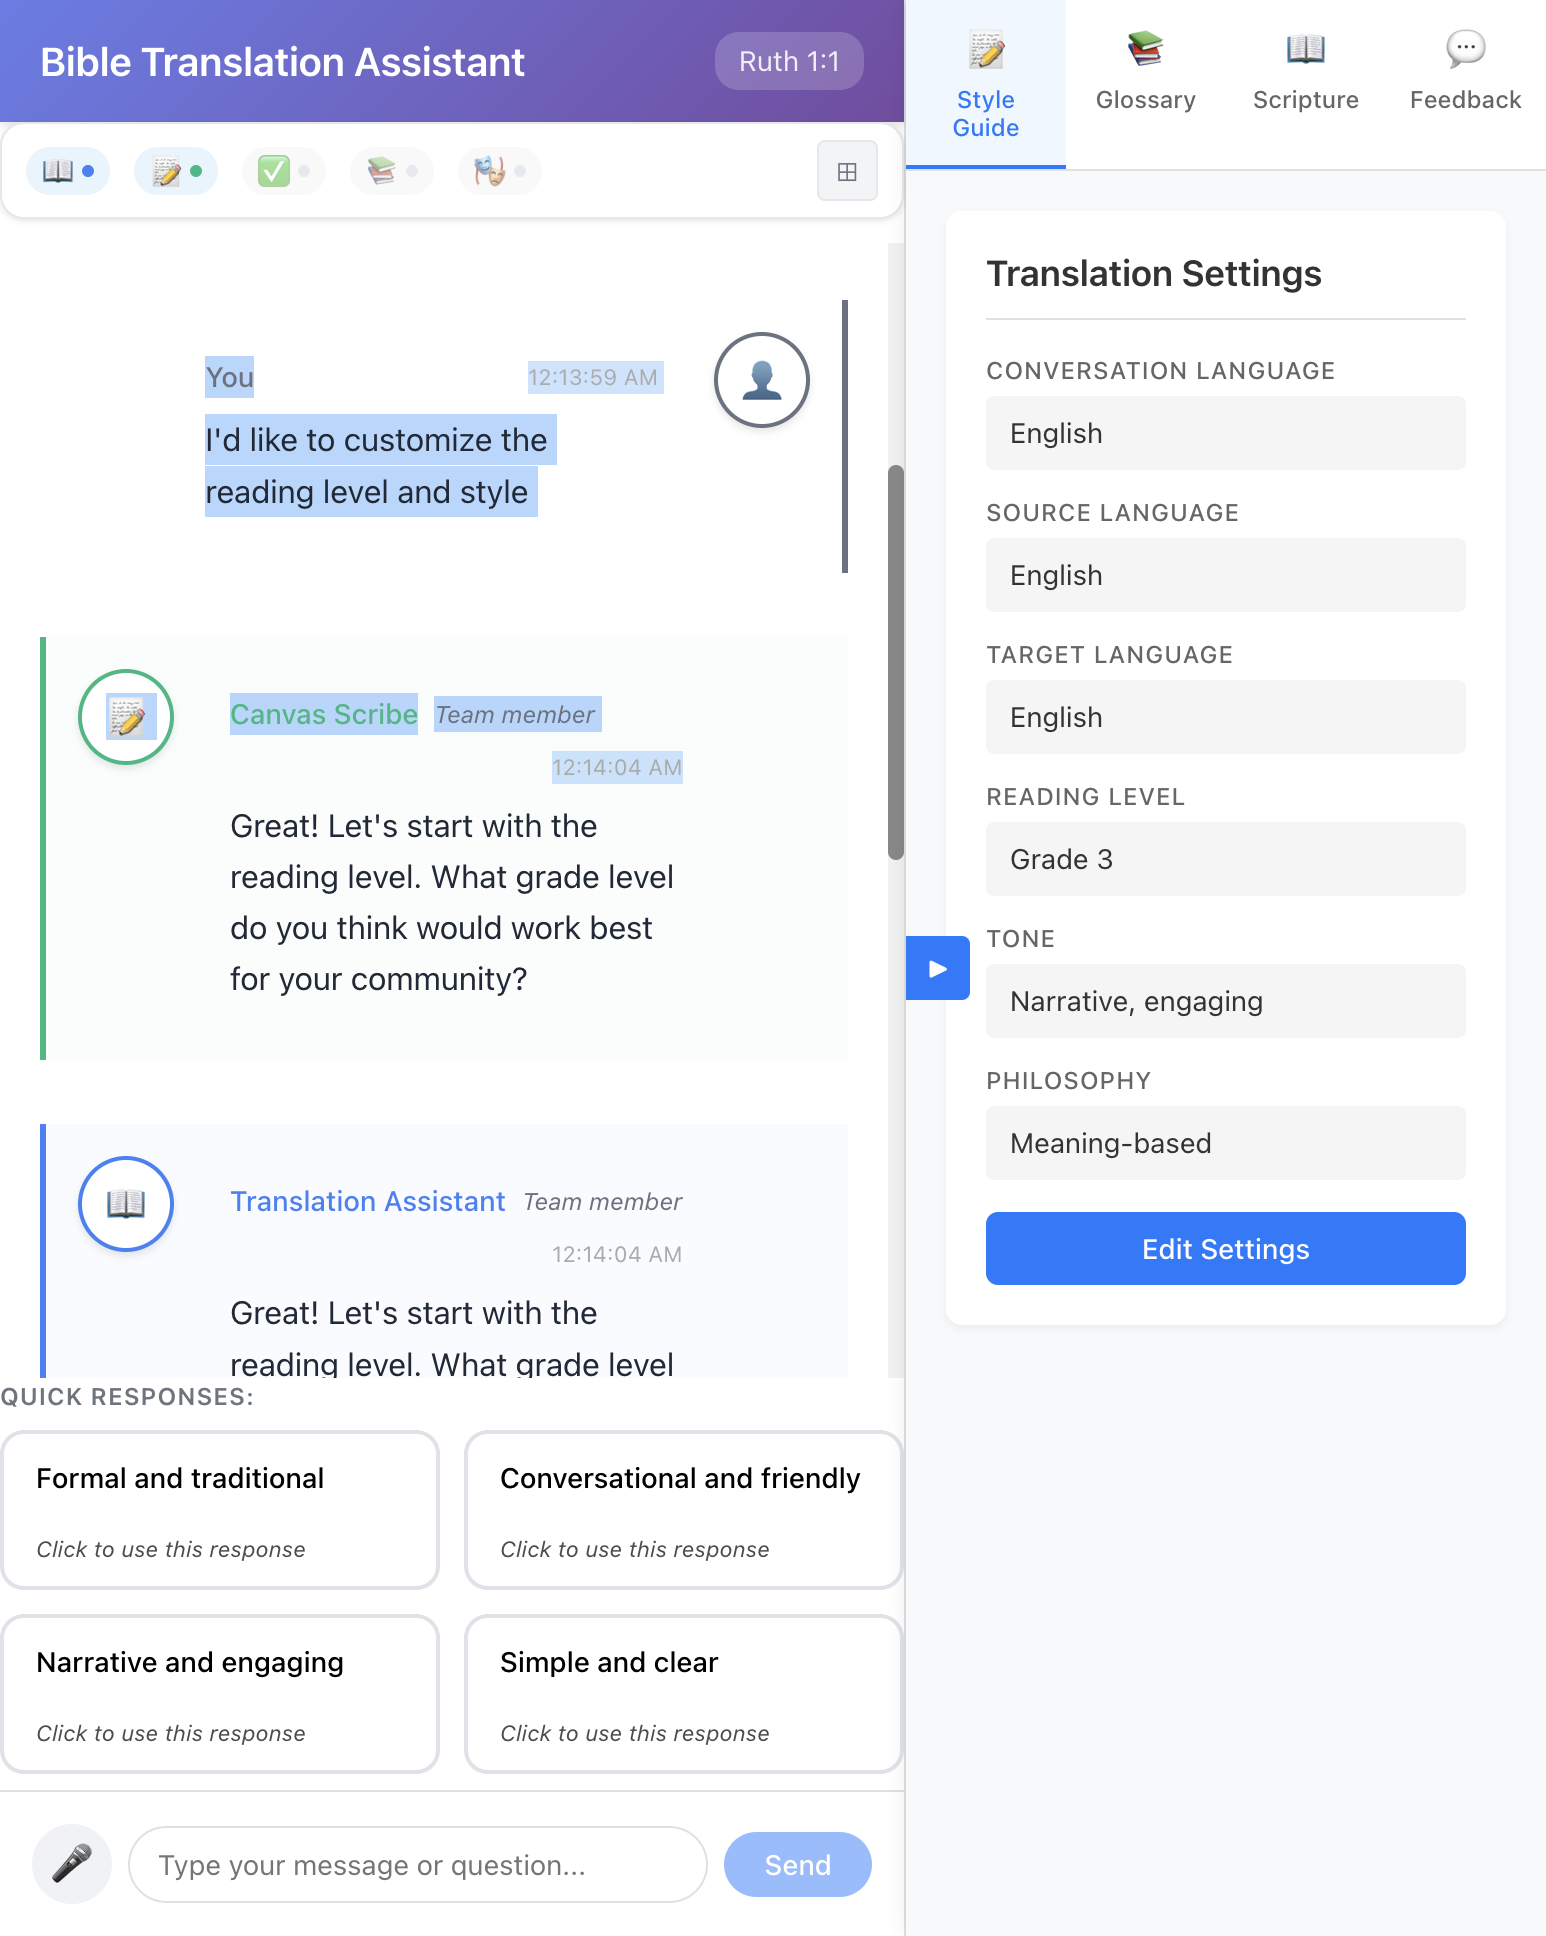 Bible Translation Assistant
Ruth 1:1
You
12:13:59 AM
I'd like to customize the
reading level and style
Canvas Scribe Team member
12:14:04 AM
Great! Let's start with the
reading level. What grade level
do you think would work best
for your community?
Translation Assistant Team member
12:14:04 AM
Great! Let's start with the
reading level. What grade level
QUICK RESPONSES:
Formal and traditional
Click to use this response
Conversational and friendly
Click to use this response
Narrative and engaging
Click to use this response
Simple and clear
Click to use this response
Type your message or question...
Send
Style
Guide
Glossary
Scripture
Feedback
Translation Settings
CONVERSATION LANGUAGE
English
SOURCE LANGUAGE
English
TARGET LANGUAGE
English
READING LEVEL
Grade 3
TONE
Narrative, engaging
PHILOSOPHY
Meaning-based
Edit Settings